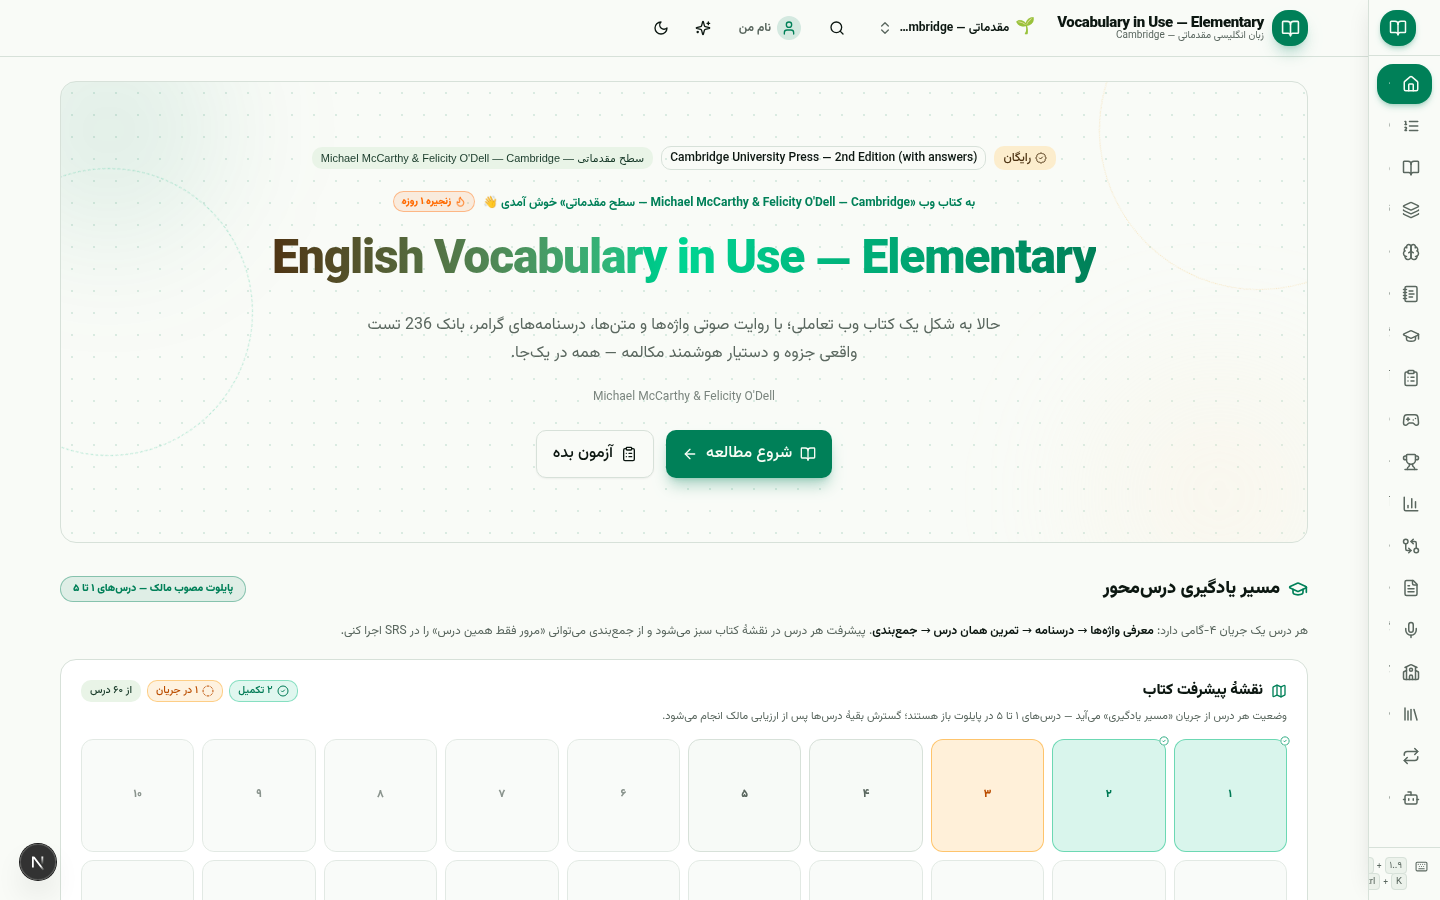 Vocabulary in Use — Elementary
زبان انگلیسی مقدماتی — Cambridge
مقدماتی — mbridge...
نام من
رایگان
Cambridge University Press — 2nd Edition (with answers)
Michael McCarthy & Felicity O'Dell — Cambridge — سطح مقدماتی
به کتاب وب «Michael McCarthy & Felicity O'Dell — Cambridge — سطح مقدماتی» خوش آمدی 👋
زنجیره ۱ روزه
English Vocabulary in Use — Elementary
حالا به شکل یک کتاب وب تعاملی؛ با روایت صوتی واژه‌ها و متن‌ها، درسنامه‌های گرامر، بانک 236 تست
واقعی جزوه و دستیار هوشمند مکالمه — همه در یک‌جا.
Michael McCarthy & Felicity O'Dell
شروع مطالعه
آزمون بده
مسیر یادگیری درس‌محور
پایلوت مصوب مالک — درس‌های ۱ تا ۵
هر درس یک جریان ۴-گامی دارد: معرفی واژه‌ها → درسنامه → تمرین همان درس → جمع‌بندی. پیشرفت هر درس در نقشهٔ کتاب سبز می‌شود و از جمع‌بندی می‌توانی «مرور فقط همین درس» را در SRS اجرا کنی.
نقشهٔ پیشرفت کتاب
۲ تکمیل
۱ در جریان
از ۶۰ درس
وضعیت هر درس از جریان «مسیر یادگیری» می‌آید — درس‌های ۱ تا ۵ در پایلوت باز هستند؛ گسترش بقیهٔ درس‌ها پس از ارزیابی مالک انجام می‌شود.
۱
۲
۳
۴
۵
۶
۷
۸
۹
۱۰
N
+ ۱..۹
+ K